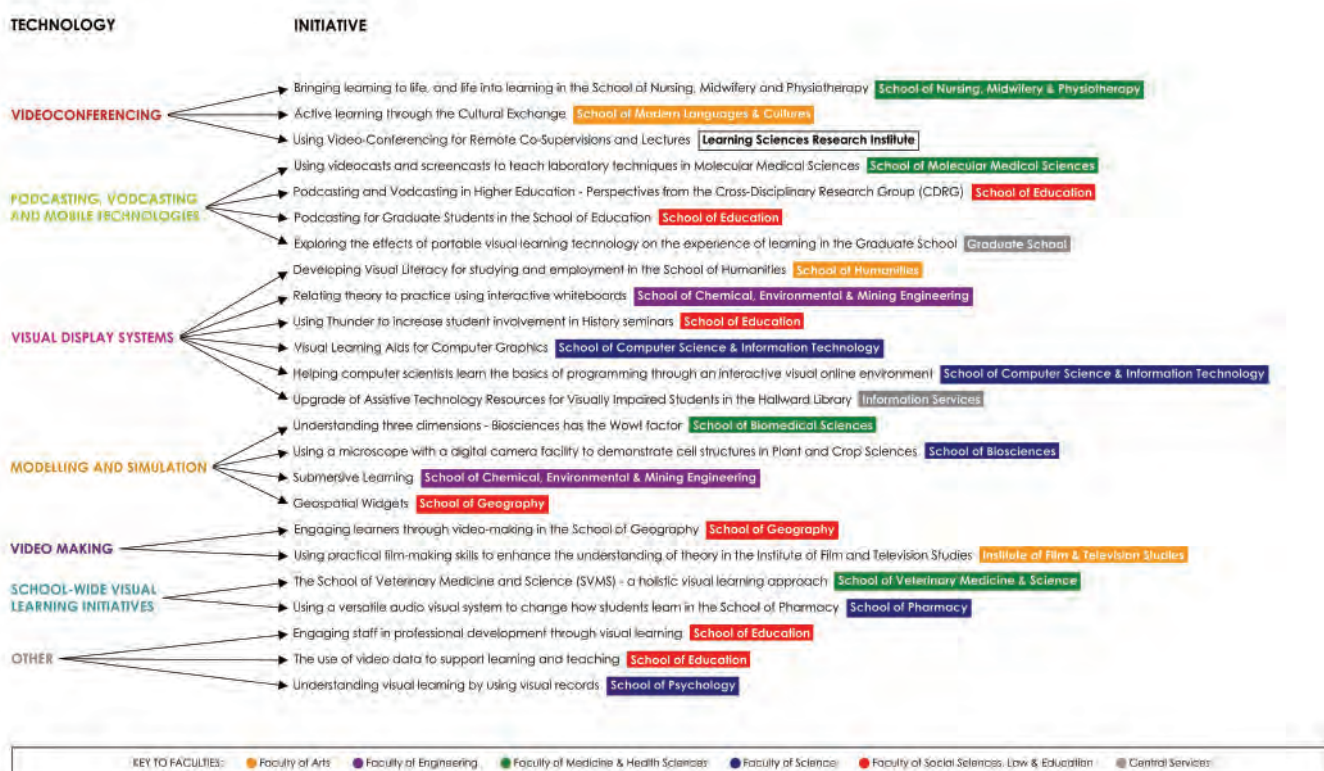 TECHNOLOGY INITIATIVE
VIDEOCONFERENCING
Bringing learning to life, and life into learning in the School of Nursing, Midwifery and Physiotherapy School of Nursing, Midwifery & Physiotherapy
Active learning through the Cultural Exchange School of Modern Languages & Cultures
Using Video-Conferencing for Remote Co-Supervisions and Lectures Learning Sciences Research Institute
PODCASTING, VODCASTING
AND MOBILE TECHNOLOGIES
Using videocasts and screencasts to teach laboratory techniques in Molecular Medical Sciences School of Molecular Medical Sciences
Podcasting and Vodcasting in Higher Education - Perspectives from the Cross-Disciplinary Research Group (CDRG) School of Education
Podcasting for Graduate Students in the School of Education School of Education
Exploring the effects of portable visual learning technology on the experience of learning in the Graduate School Graduate School
VISUAL DISPLAY SYSTEMS
Developing Visual Literacy for studying and employment in the School of Humanities School of Humanities
Relating theory to practice using interactive whiteboards School of Chemical, Environmental & Mining Engineering
Using Thunder to increase student involvement in History seminars School of Education
Visual Learning Aids for Computer Graphics School of Computer Science & Information Technology
Helping computer scientists learn the basics of programming through an interactive visual online environment School of Computer Science & Information Technology
Upgrade of Assistive Technology Resources for Visually Impaired Students in the Hallward Library Information Services
MODELLING AND SIMULATION
Understanding three dimensions - Biosciences has the Wow! factor School of Biomedical Sciences
Using a microscope with a digital camera facility to demonstrate cell structures in Plant and Crop Sciences School of Biosciences
Submersive Learning School of Chemical, Environmental & Mining Engineering
Geospatial Widgets School of Geography
VIDEO MAKING
Engaging learners through video-making in the School of Geography School of Geography
Using practical film-making skills to enhance the understanding of theory in the Institute of Film and Television Studies Institute of Film & Television Studies
SCHOOL-WIDE VISUAL
LEARNING INITIATIVES
The School of Veterinary Medicine and Science (SVMS) - a holistic visual learning approach School of Veterinary Medicine & Science
Using a versatile audio visual system to change how students learn in the School of Pharmacy School of Pharmacy
OTHER
Engaging staff in professional development through visual learning School of Education
The use of video data to support learning and teaching School of Education
Understanding visual learning by using visual records School of Psychology
KEY TO FACULTIES: Faculty of Arts Faculty of Engineering Faculty of Medicine & Health Sciences Faculty of Science Faculty of Social Sciences, Law & Education Central Services